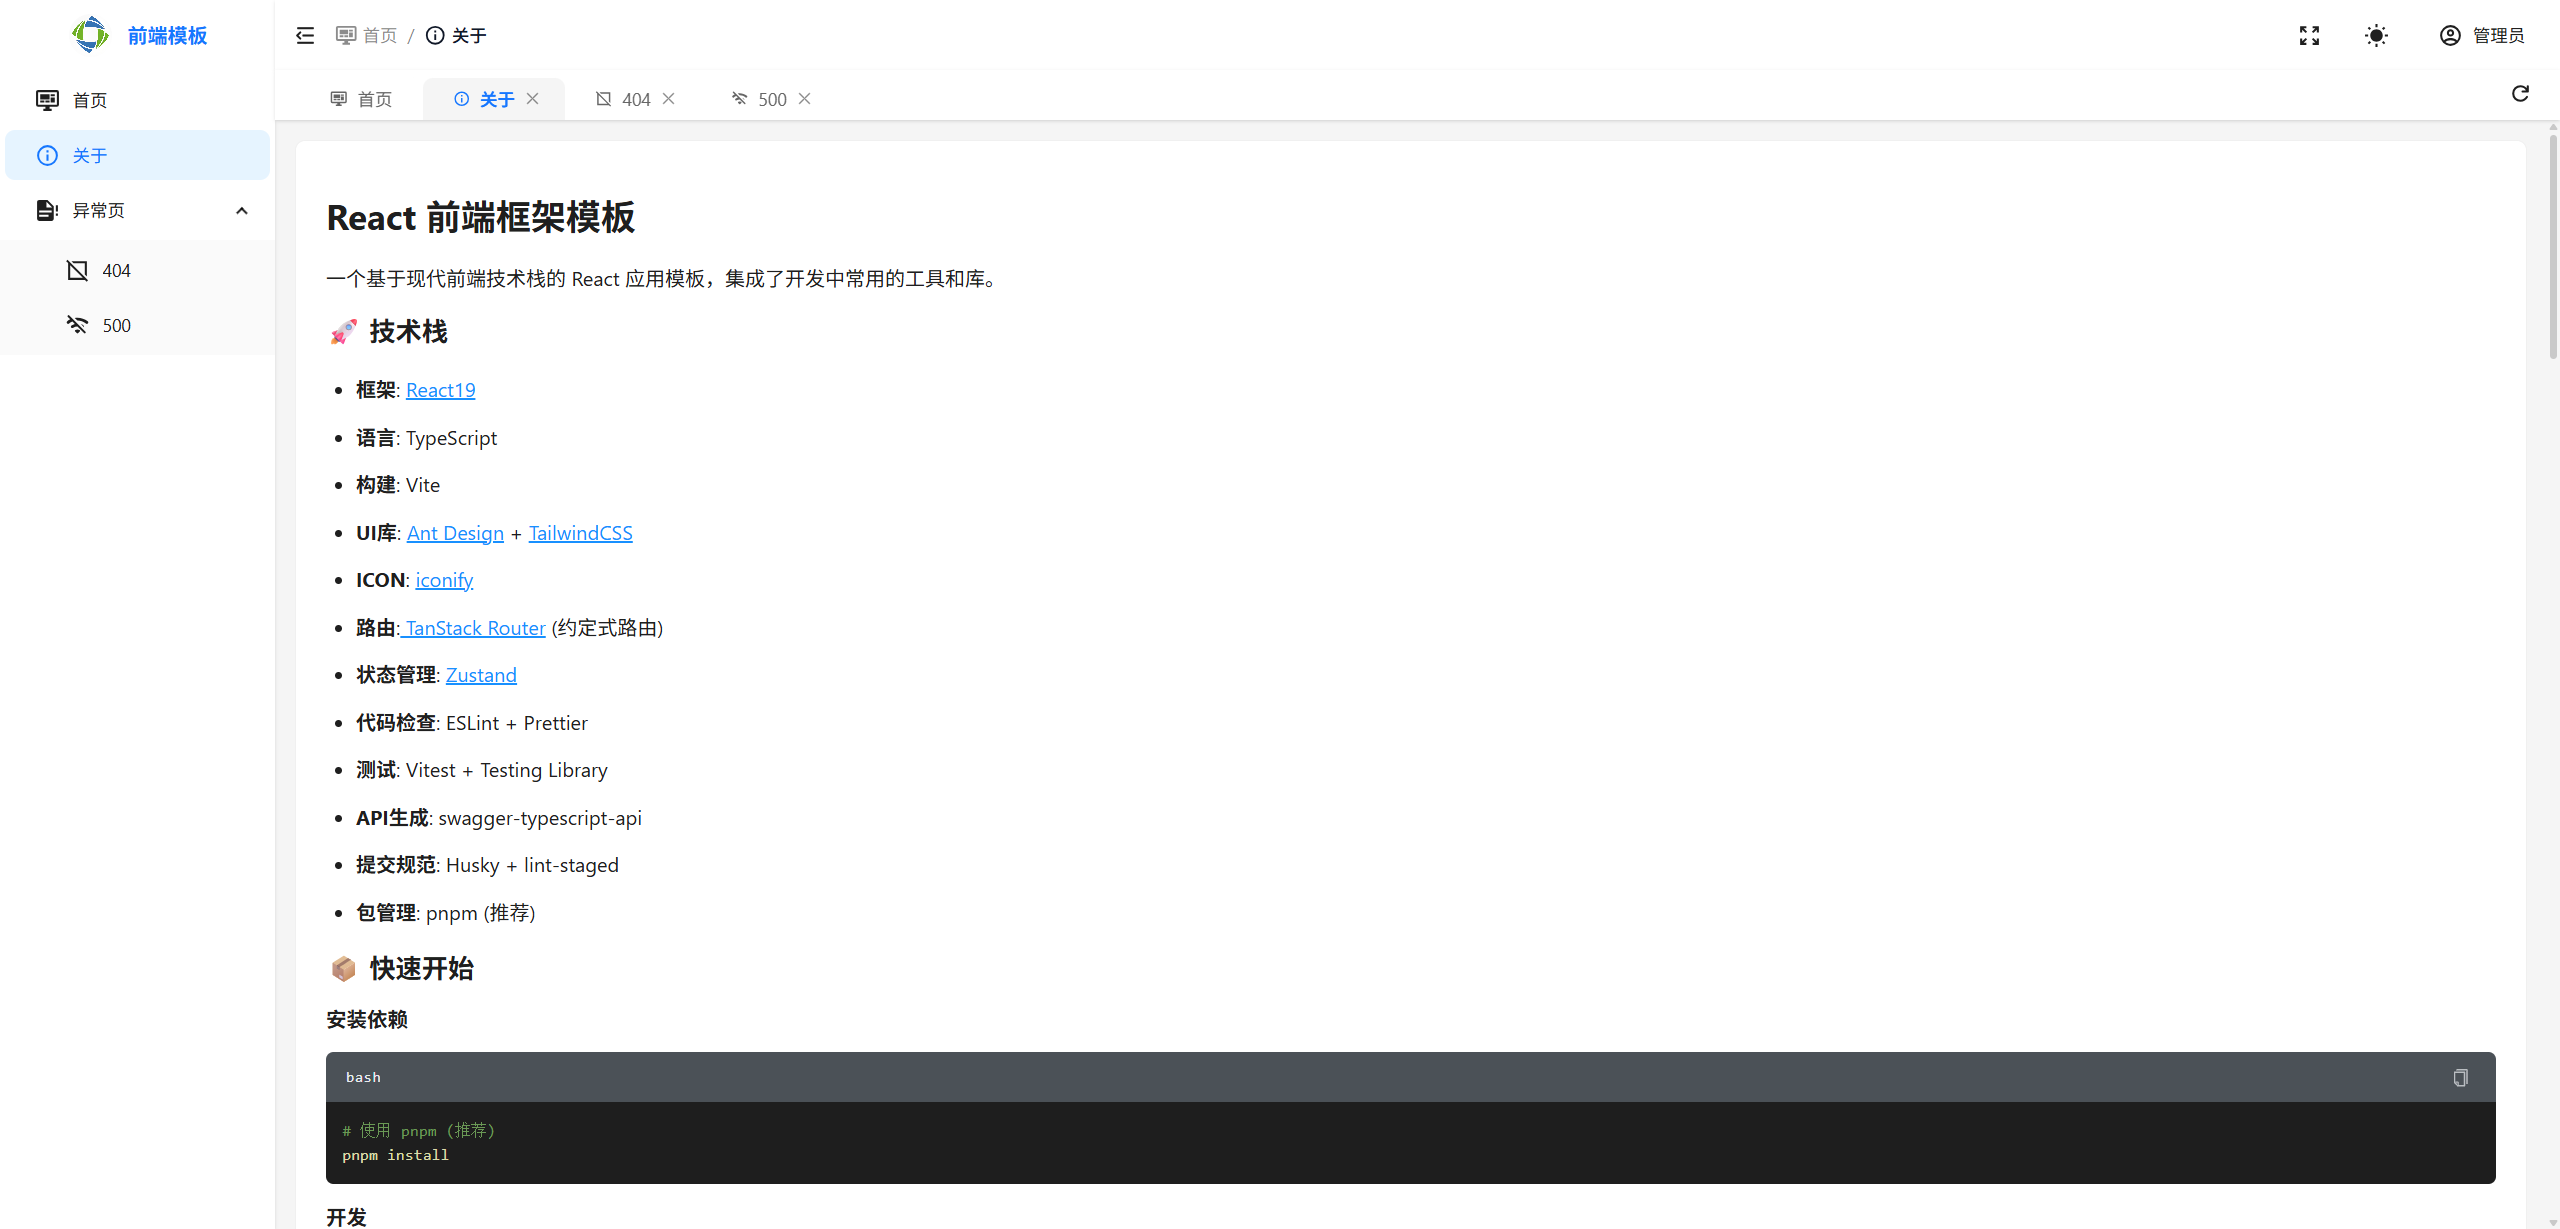 前端模板
首页 / 关于
管理员
首页
关于
404
500
首页
关于
异常页
404
500
React 前端框架模板
一个基于现代前端技术栈的 React 应用模板，集成了开发中常用的工具和库。
🚀 技术栈
• 框架: React19
• 语言: TypeScript
• 构建: Vite
• UI库: Ant Design + TailwindCSS
• ICON: iconify
• 路由: TanStack Router (约定式路由)
• 状态管理: Zustand
• 代码检查: ESLint + Prettier
• 测试: Vitest + Testing Library
• API生成: swagger-typescript-api
• 提交规范: Husky + lint-staged
• 包管理: pnpm (推荐)
📦 快速开始
安装依赖
bash
# 使用 pnpm (推荐)
pnpm install
开发